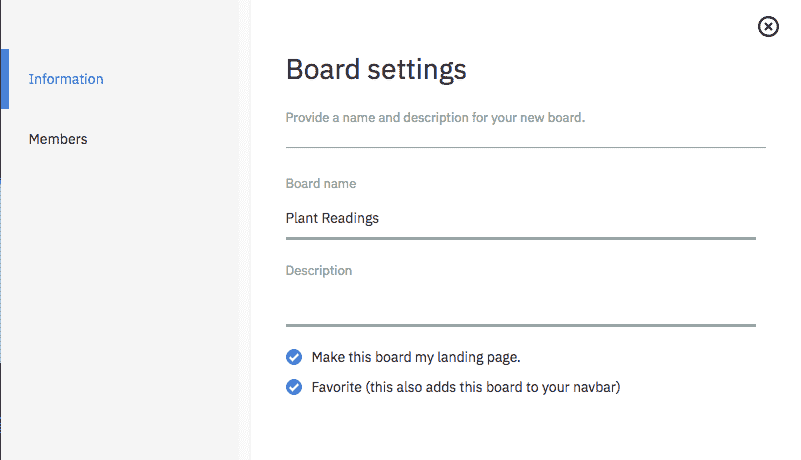 Information
Members
Board settings
Provide a name and description for your new board.
Board name
Plant Readings
Description
Make this board my landing page.
Favorite (this also adds this board to your navbar)